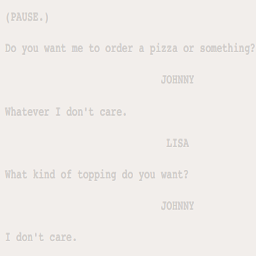 (PAUSE.)
Do you want me to order a pizza or something?
JOHNNY
Whatever I don't care.
LISA
What kind of topping do you want?
JOHNNY
I don't care.